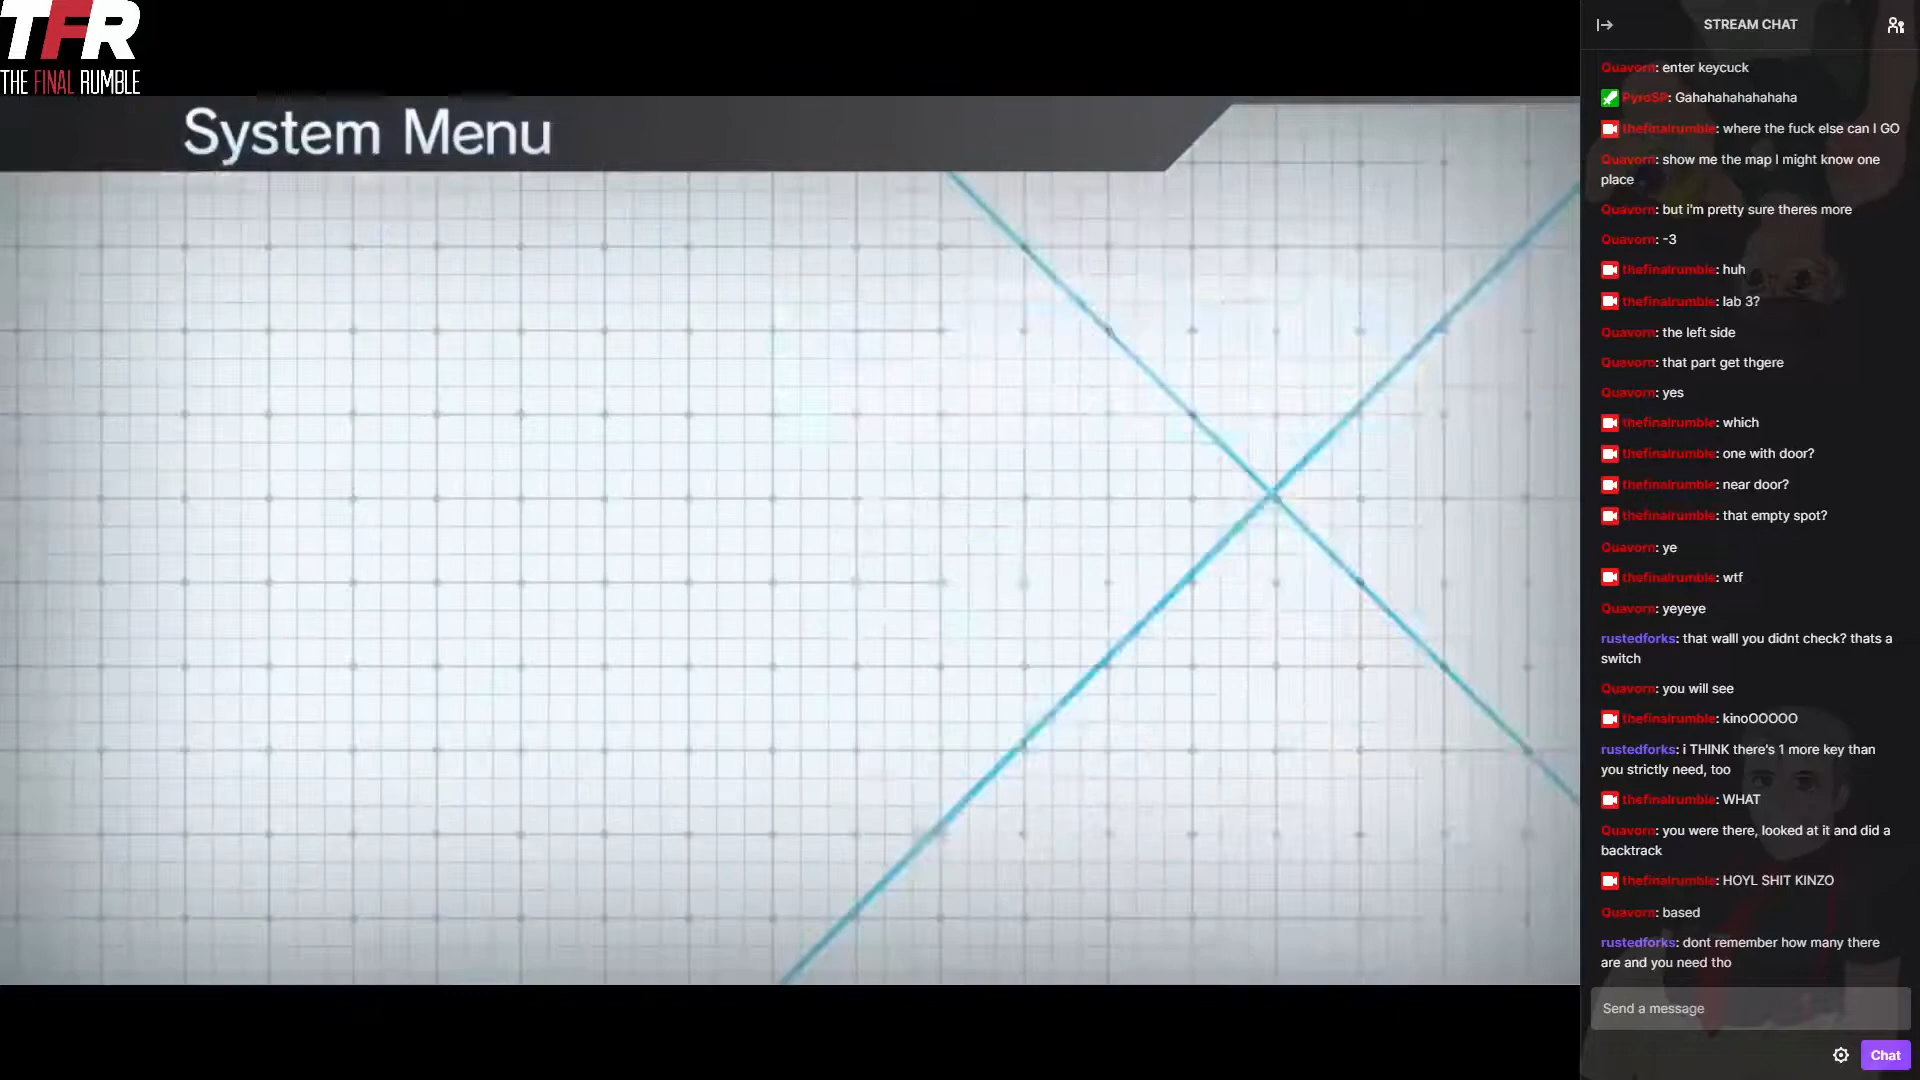 TFR
THE FINAL RUMBLE
System Menu
STREAM CHAT
Quavorn: enter keycuck
PyroSP: Gahahahahahahaha
thefinalrumble: where the fuck else can I GO
Quavorn: show me the map I might know one
place
Quavorn: but i'm pretty sure theres more
Quavorn: -3
thefinalrumble: huh
thefinalrumble: lab 3?
Quavorn: the left side
Quavorn: that part get thgere
Quavorn: yes
thefinalrumble: which
thefinalrumble: one with door?
thefinalrumble: near door?
thefinalrumble: that empty spot?
Quavorn: ye
thefinalrumble: wtf
Quavorn: yeyeye
rustedforks: that walll you didnt check? thats a
switch
Quavorn: you will see
thefinalrumble: kinoOOOOO
rustedforks: i THINK there's 1 more key than
you strictly need, too
thefinalrumble: WHAT
Quavorn: you were there, looked at it and did a
backtrack
thefinalrumble: HOYL SHIT KINZO
Quavorn: based
rustedforks: dont remember how many there
are and you need tho
Send a message
Chat